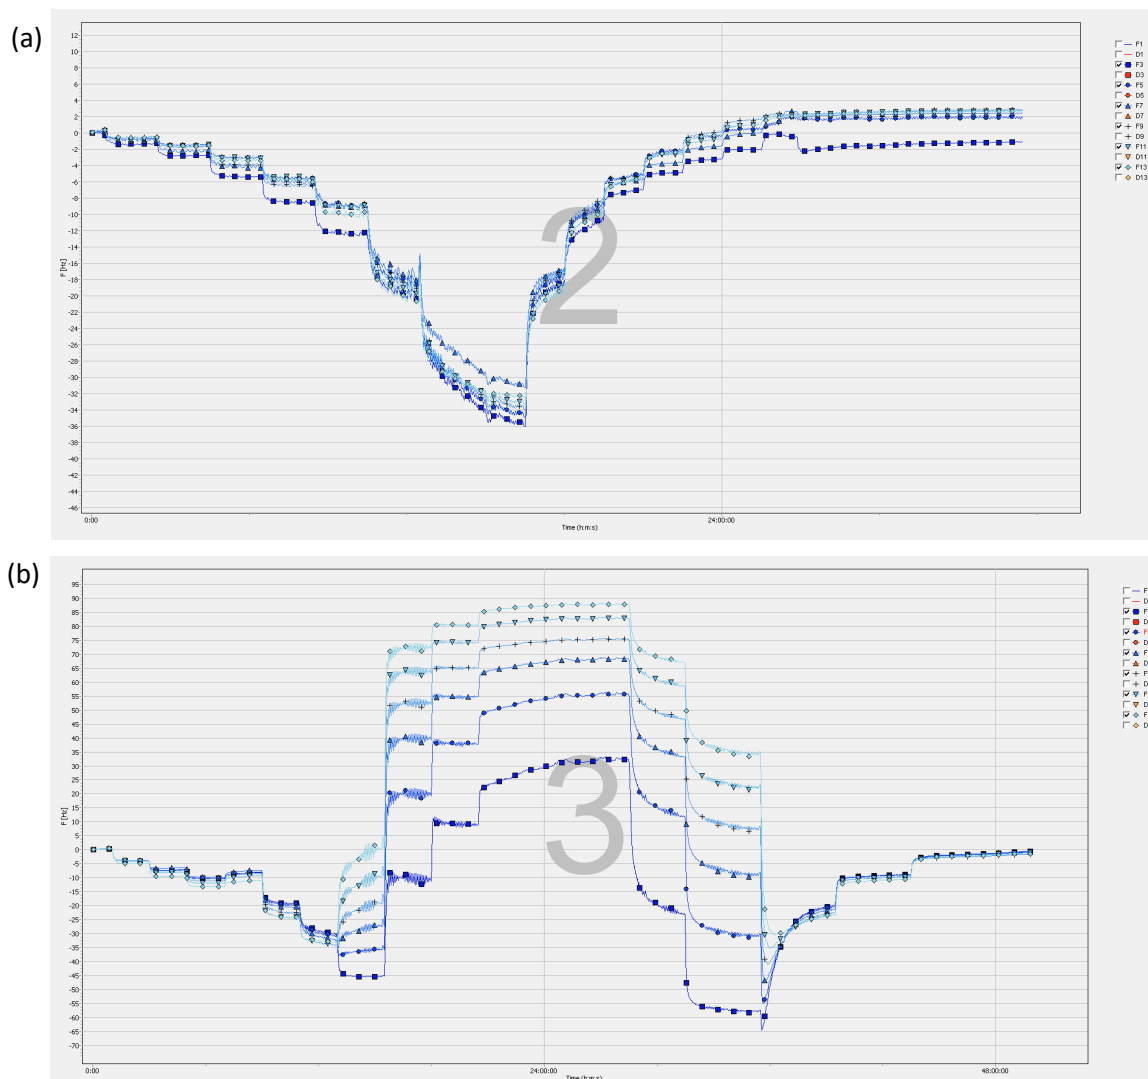 (a)
12
10
8
6
4
2
0
-2
-4
-6
-8
-10
-12
-14
-16
-18
-20
-22
-24
-26
-28
-30
-32
-34
-36
-38
-40
-42
-44
-46
F [Hz]
2
0:00
24:00:00
Time (h:m:s)
F1
D1
F3
D3
F5
D5
F7
D7
F9
D9
F11
D11
F13
D13
(b)
95
90
85
80
75
70
65
60
55
50
45
40
35
30
25
20
15
10
5
0
-5
-10
-15
-20
-25
-30
-35
-40
-45
-50
-55
-60
-65
-70
F [Hz]
3
0:00
24:00:00
48:00:00
Time (h:m:s)
F
D
F
D
F
D
F
D
F
D
F
D
F
D